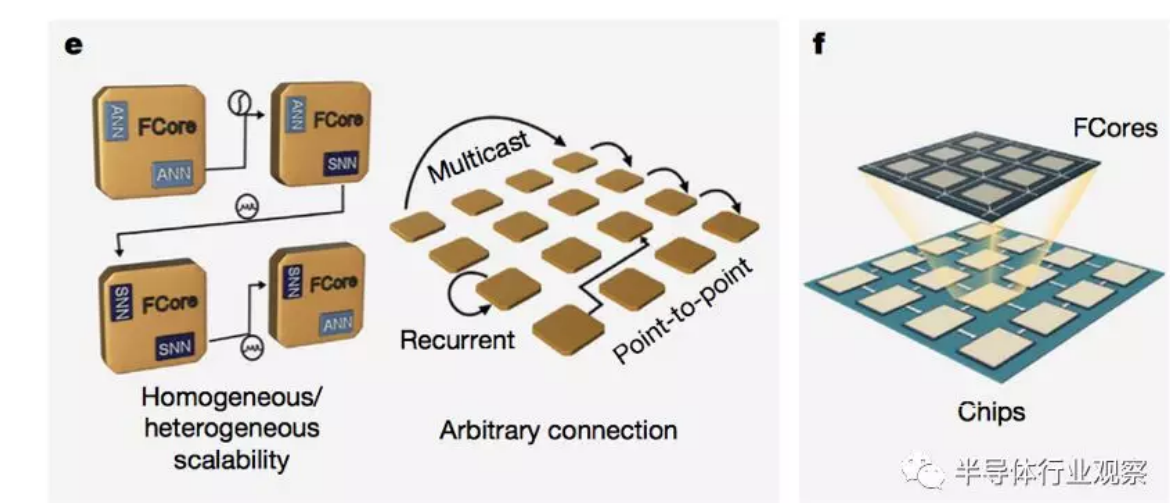 e
ANN
FCore
ANN
ANN
FCore
SNN
SNN
FCore
SNN
SNN
FCore
ANN
Homogeneous/
heterogeneous
scalability
Multicast
Recurrent
Point-to-point
Arbitrary connection
f
FCores
Chips
半导体行业观察